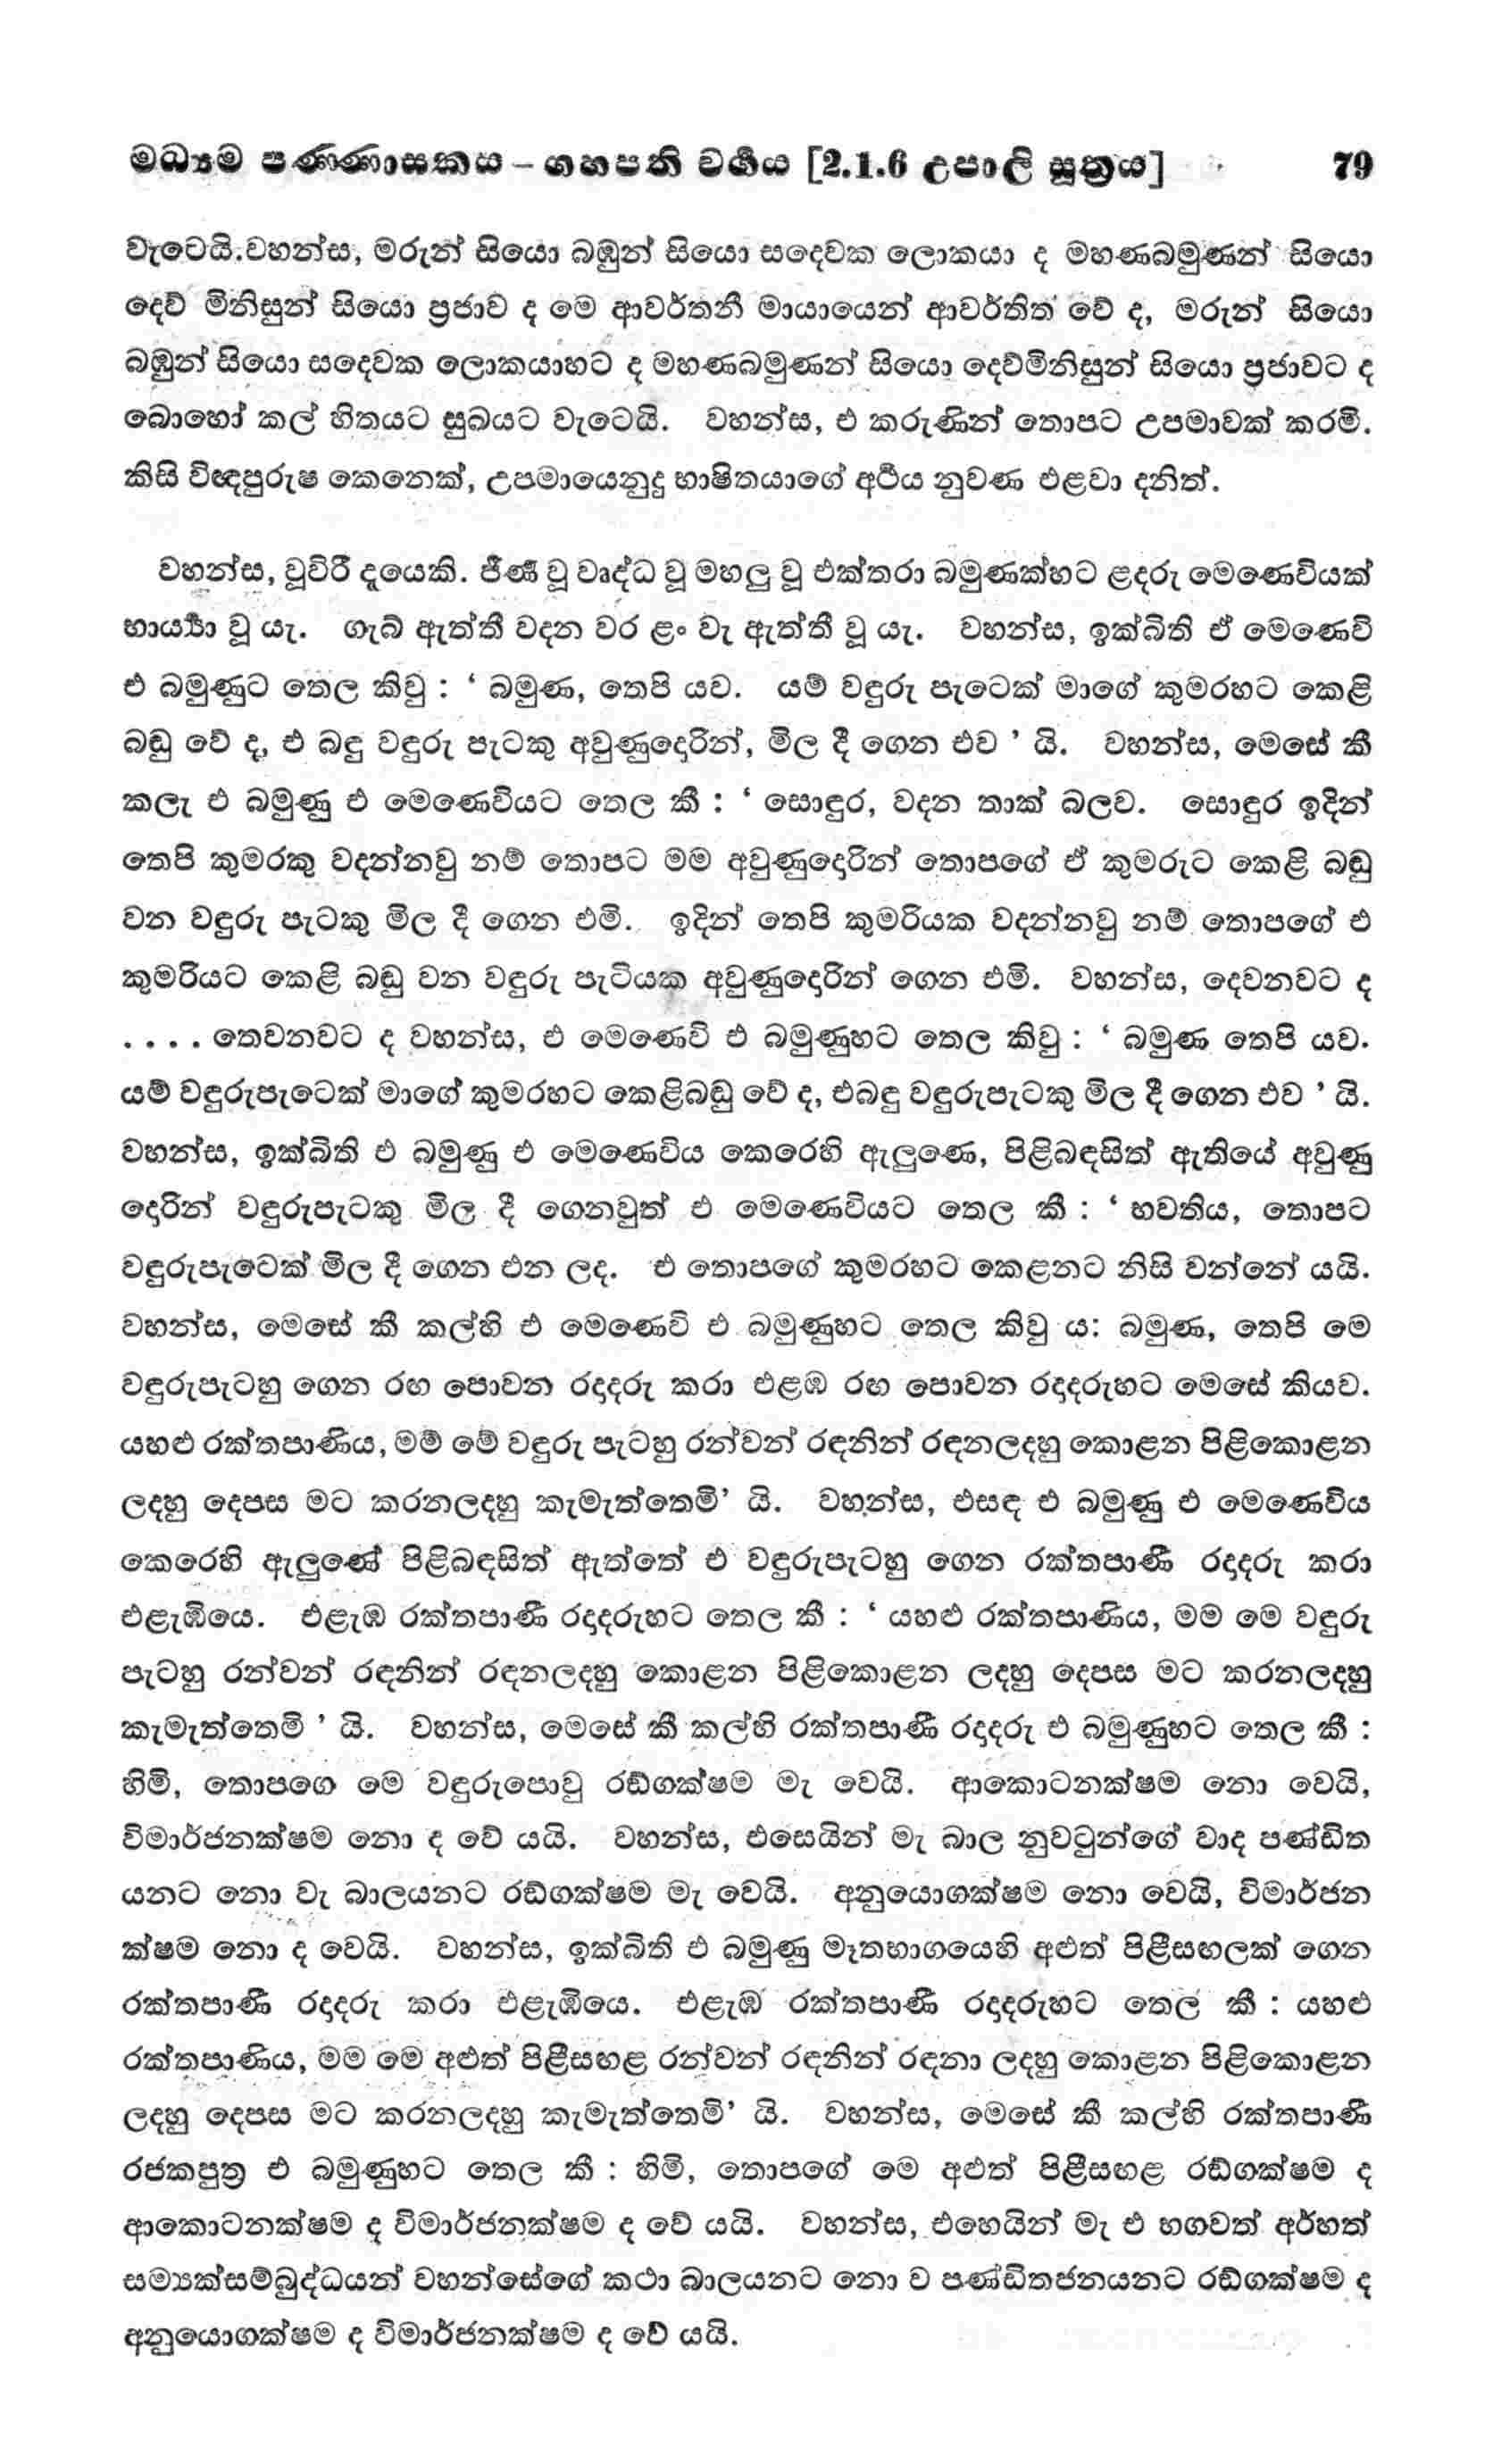 මධ්‍යම පණ්ණාසකය – ගහපති වර්‍ගය [2.1.6 උපාලි සූත්‍රය] 79
වැටෙයි.වහන්ස, මරුන් සියො බඹුන් සියො සදෙවක ලොකයා ද මහණබමුණන් සියො
දෙව් මිනිසුන් සියො ප්‍රජාව ද මෙ ආවර්තනී මායායෙන් ආවර්තිත වේ ද, මරුන් සියො
බඹුන් සියො සදෙවක ලොකයාහට ද මහණබමුණන් සියො දෙව්මිනිසුන් සියො ප්‍රජාවට ද
බොහෝ කල් හිතයට සුඛයට වැටෙයි. වහන්ස, එ කරුණින් තොපට උපමාවක් කරමි.
කිසි විඥපුරුෂ කෙනෙක්, උපමායෙනුදු භාෂිතයාගේ අර්‍ථය නුවණ එළවා දනිත්.
වහන්ස, වූවිරී දෑයෙකි. ජීර්‍ණ වූ වෘද්ධ වූ මහලු වූ එක්තරා බමුණක්හට ළදරු මෙණෙවියක්
භාර්‍ය්‍යා වූ යැ. ගැබ් ඇත්තී වදන වර ළං වැ ඇත්තී වූ යැ. වහන්ස, ඉක්බිති ඒ මෙණෙවි
එ බමුණුට තෙල කිවු : ‘ බමුණ, තෙපි යව. යම් වඳුරු පැටෙක් මාගේ කුමරහට කෙළි
බඬු වේ ද, එ බඳු වඳුරු පැටකු අවුණුදොරින්, මිල දී ගෙන එව ’ යි. වහන්ස, මෙසේ කී
කලැ එ බමුණු එ මෙණෙවියට තෙල කී : ‘ සොඳුර, වදන තාක් බලව. සොඳුර ඉදින්
තෙපි කුමරකු වදන්නවු නම් තොපට මම අවුණුදොරින් තොපගේ ඒ කුමරුට කෙළි බඬු
වන වඳුරු පැටකු මිල දී ගෙන එමි. ඉදින් තෙපි කුමරියක වදන්නවු නම් තොපගේ එ
කුමරියට කෙළි බඬු වන වඳුරු පැටියක අවුණුදොරින් ගෙන එමි. වහන්ස, දෙවනවට ද
. . . . තෙවනවට ද වහන්ස, එ මෙණෙවි එ බමුණුහට තෙල කිවු : ‘ බමුණ තෙපි යව.
යම් වඳුරුපැටෙක් මාගේ කුමරහට කෙළිබඬු වේ ද, එබඳු වඳුරුපැටකු මිල දී ගෙන එව ’ යි.
වහන්ස, ඉක්බිති එ බමුණු එ මෙණෙවිය කෙරෙහි ඇලුණෙ, පිළිබඳසිත් ඇතියේ අවුණු
දොරින් වඳුරුපැටකු මිල දී ගෙනවුත් එ මෙණෙවියට තෙල කී : ‘ භවතිය, තොපට
වඳුරුපැටෙක් මිල දී ගෙන එන ලද. එ තොපගේ කුමරහට කෙළනට නිසි වන්නේ යයි.
වහන්ස, මෙසේ කී කල්හි එ මෙණෙවි එ බමුණුහට තෙල කිවු ය: බමුණ, තෙපි මෙ
වඳුරුපැටහු ගෙන රඟ පොවන රදදරු කරා එළඹ රඟ පොවන රදදරුහට මෙසේ කියව.
යහළු රක්තපාණිය, මම් මේ වඳුරු පැටහු රන්වන් රඳනින් රඳනලදහු කොළන පිළිකොළන
ලදහු දෙපස මට කරනලදහු කැමැත්තෙමි’ යි. වහන්ස, එසඳ එ බමුණු එ මෙණෙවිය
කෙරෙහි ඇලුණේ පිළිබඳසිත් ඇත්තේ එ වඳුරුපැටහු ගෙන රක්තපාණී රදදරු කරා
එළැඹියෙ. එළැඹ රක්තපාණී රදදරුහට තෙල කී : ‘ යහළු රක්තපාණිය, මම මෙ වඳුරු
පැටහු රන්වන් රඳනින් රඳනලදහු කොළන පිළිකොළන ලදහු දෙපස මට කරනලදහු
කැමැත්තෙමි ’ යි. වහන්ස, මෙසේ කී කල්හි රක්තපාණී රදදරු එ බමුණුහට තෙල කී :
හිමි, තොපගෙ මෙ වඳුරුපොවු රඞ්ගක්ෂම මැ වෙයි. ආකොටනක්ෂම නො වෙයි,
විමාර්ජනක්ෂම නො ද වේ යයි. වහන්ස, එසෙයින් මැ බාල නුවටුන්ගේ වාද පණ්ඩිත
යනට නො වැ බාලයනට රඞ්ගක්ෂම මැ වෙයි. අනුයොගක්ෂම නො වෙයි, විමාර්ජන
ක්ෂම නො ද වෙයි. වහන්ස, ඉක්බිති එ බමුණු මෑතභාගයෙහි අළුත් පිළීසඟලක් ගෙන
රක්තපාණී රදදරු කරා එළැඹියෙ. එළැඹ රක්තපාණී රදදරුහට තෙල කී : යහළු
රක්තපාණිය, මම මෙ අළුත් පිළීසඟළ රන්වන් රඳනින් රඳනා ලදහු කොළන පිළිකොළන
ලදහු දෙපස මට කරනලදහු කැමැත්තෙමි’ යි. වහන්ස, මෙසේ කී කල්හි රක්තපාණී
රජකපුත්‍ර එ බමුණුහට තෙල කී : හිමි, තොපගේ මෙ අළුත් පිළීසඟළ රඞ්ගක්ෂම ද
ආකොටනක්ෂම ද විමාර්ජනක්ෂම ද වේ යයි. වහන්ස, එහෙයින් මැ එ භගවත් අර්හත්
සම්‍යක්සම්බුද්ධයන් වහන්සේගේ කථා බාලයනට නො ව පණ්ඩිතජනයනට රඞ්ගක්ෂම ද
අනුයොගක්ෂම ද විමාර්ජනක්ෂම ද වේ යයි.